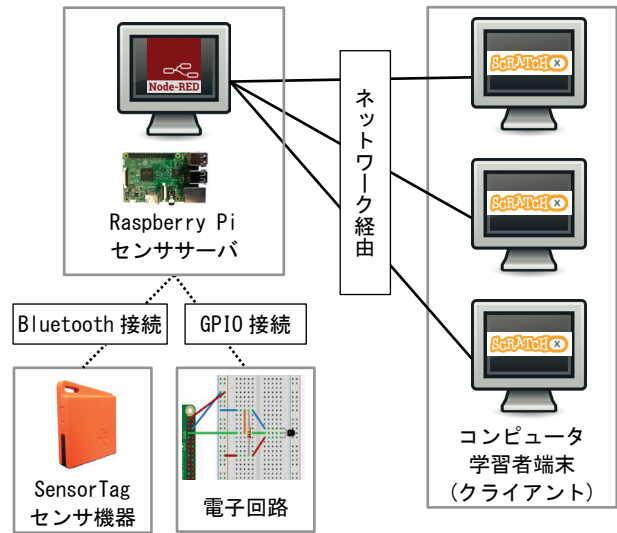 Node-RED
Raspberry Pi
センササーバ
Bluetooth 接続
GPIO 接続
SensorTag
センサ機器
電子回路
ネットワーク経由
SCRATCH X
SCRATCH X
SCRATCH X
コンピュータ
学習者端末
(クライアント)